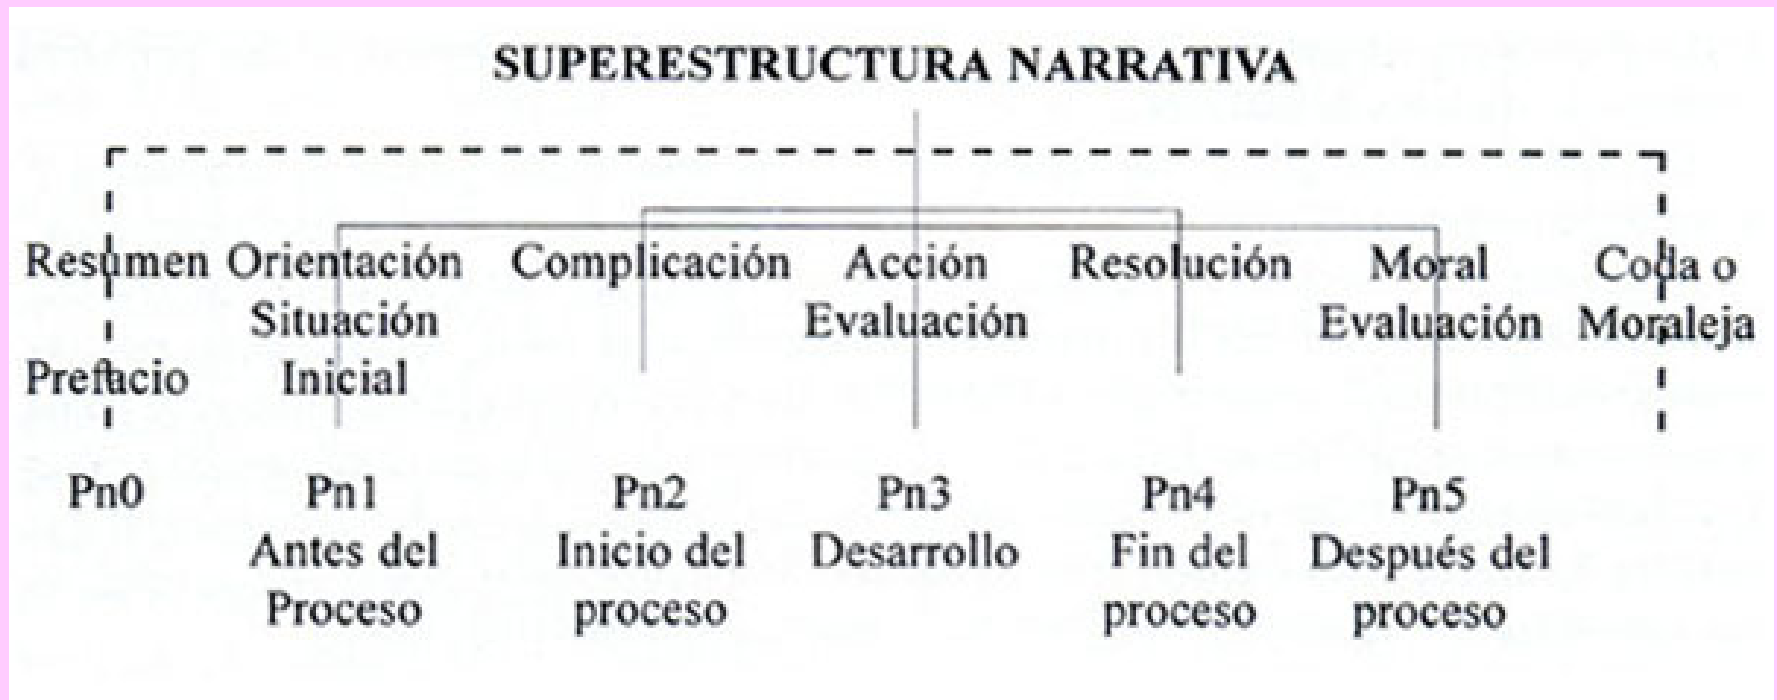 SUPERESTRUCTURA NARRATIVA
Resumen Orientación Complicación Acción Resolución Moral Coda o
Situación Evaluación Evaluación Moraleja
Prefacio Inicial
Pn0 Pn1 Pn2 Pn3 Pn4 Pn5
Antes del Inicio del Desarrollo Fin del Después del
Proceso proceso proceso proceso